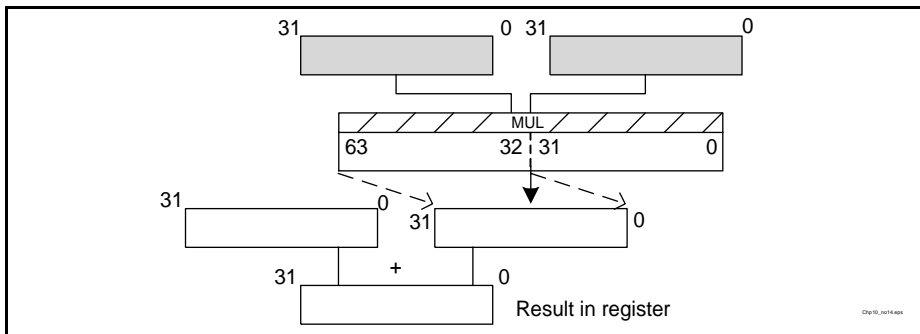 31 0 31 0
MUL
63 32 31 0
31 0 31 0
31 + 0
Result in register
Chp10_no14.eps